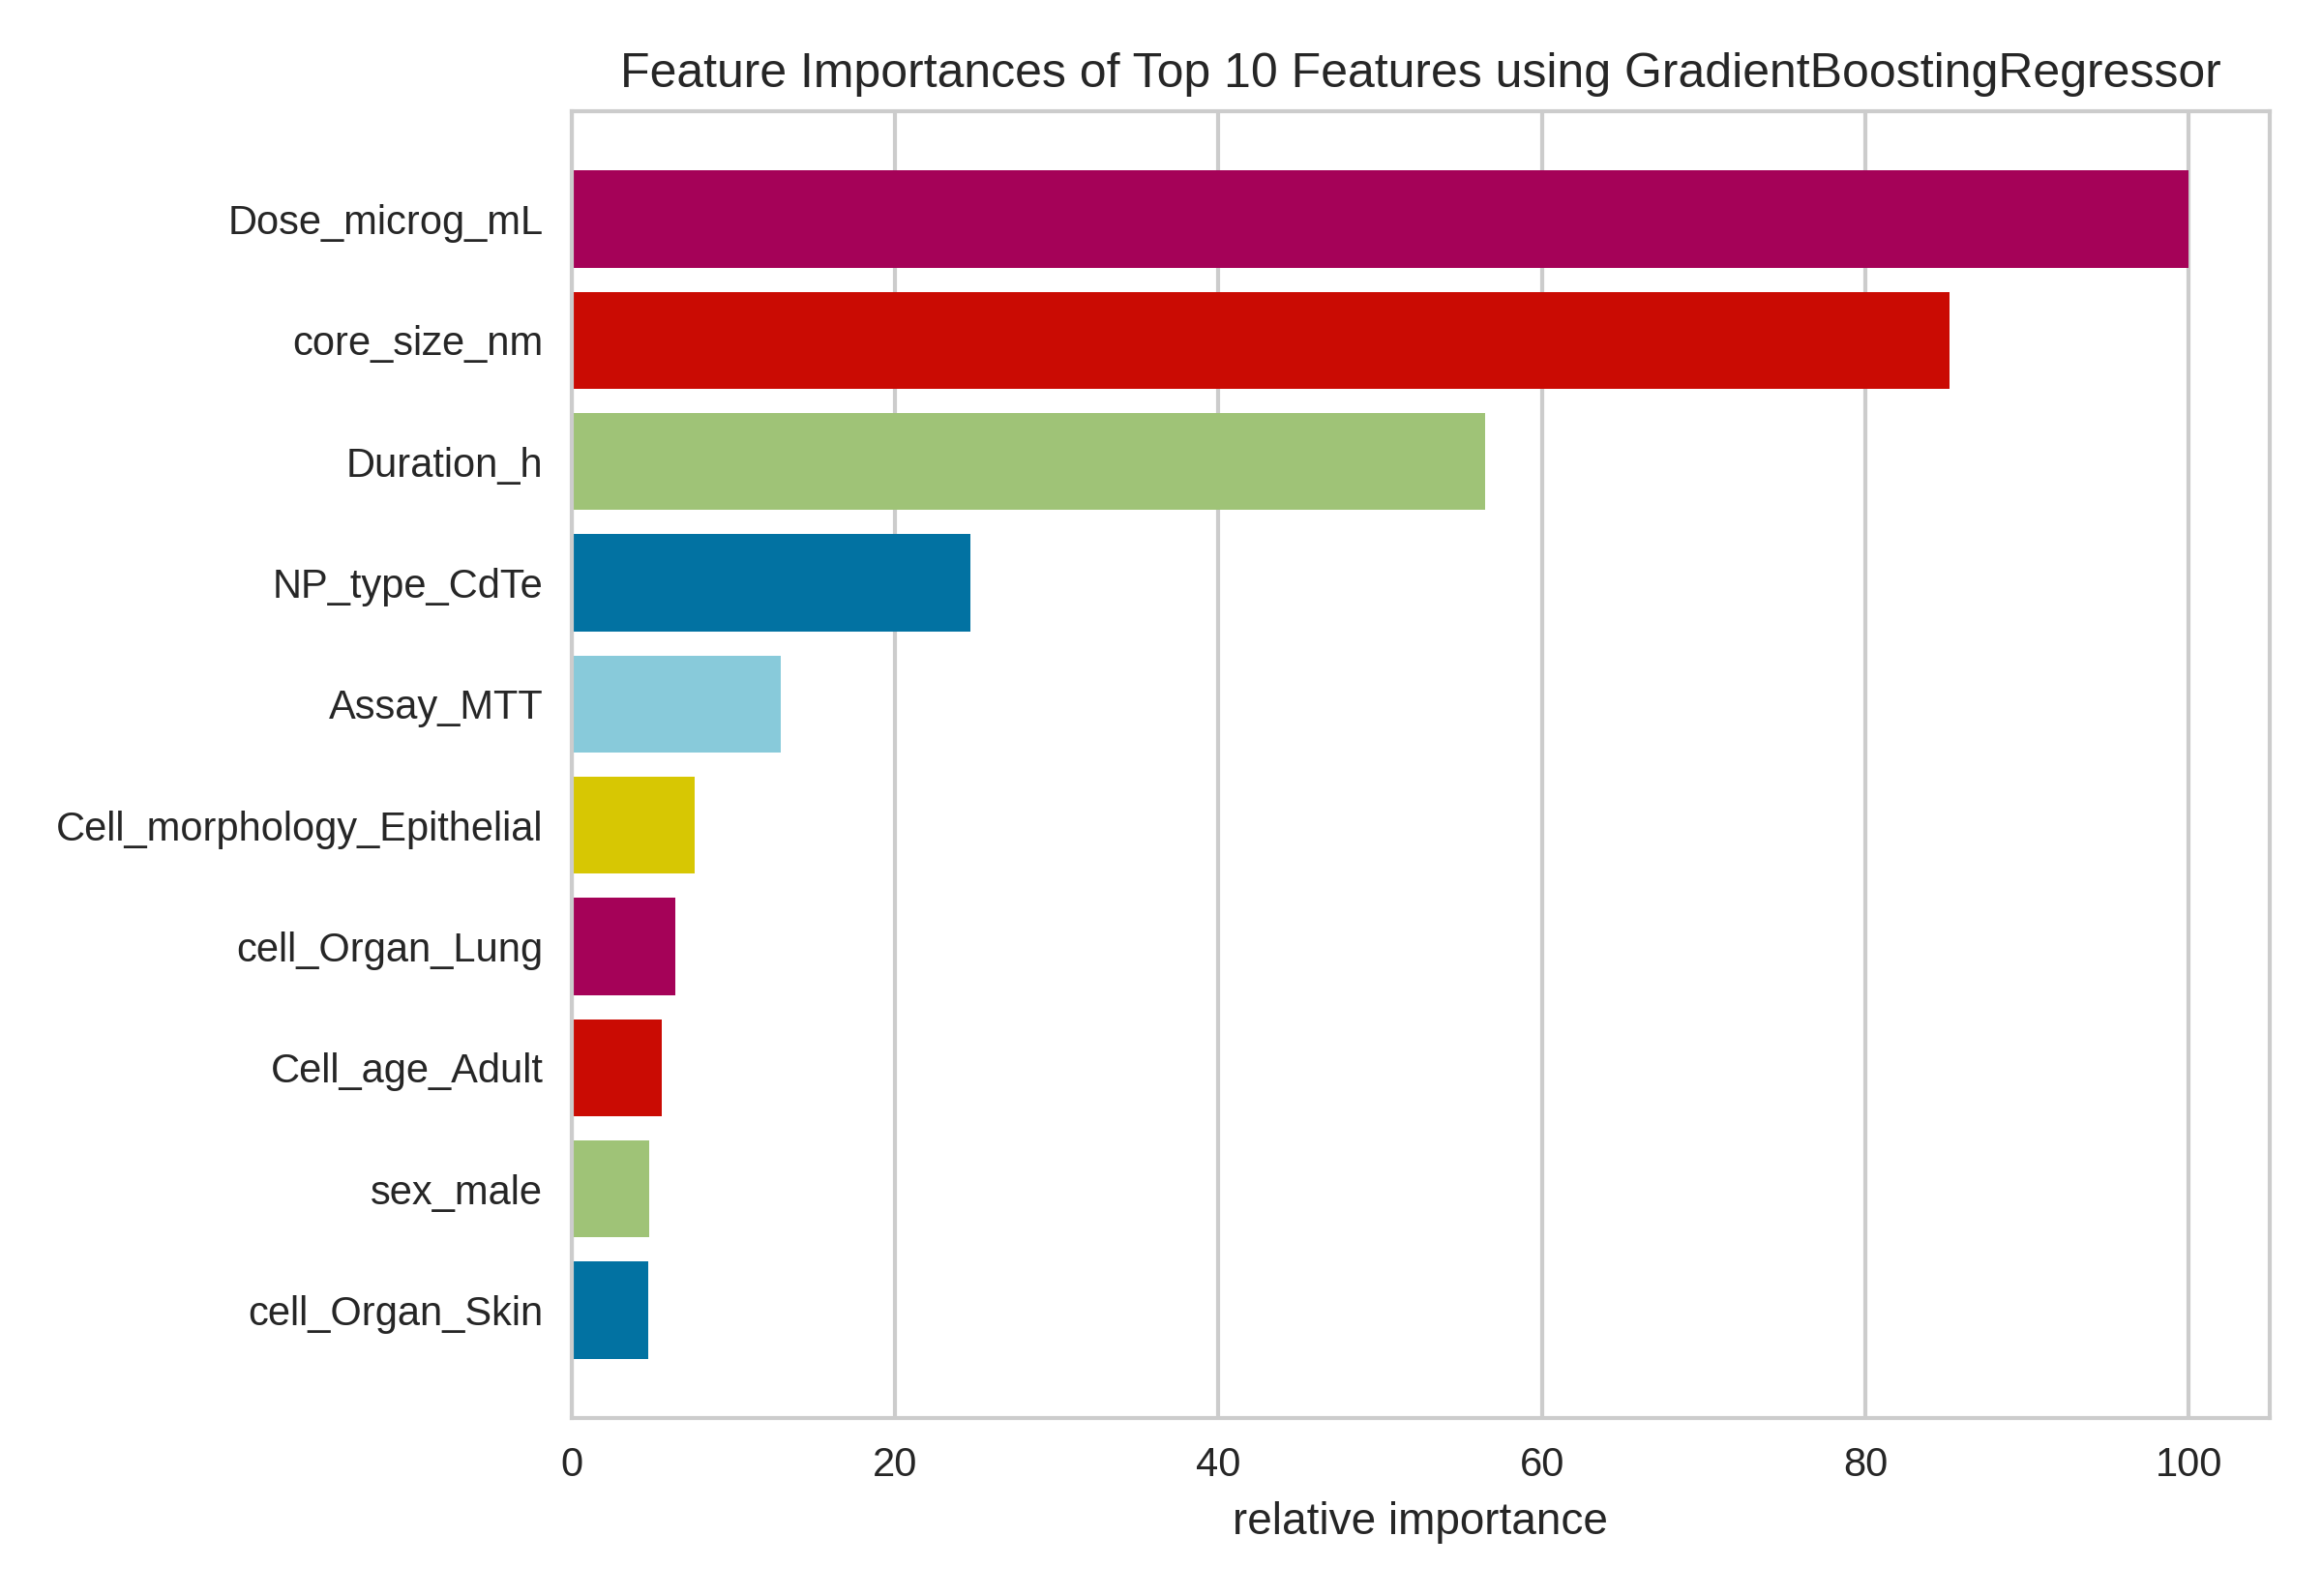 Feature Importances of Top 10 Features using GradientBoostingRegressor
Dose_microg_mL
core_size_nm
Duration_h
NP_type_CdTe
Assay_MTT
Cell_morphology_Epithelial
cell_Organ_Lung
Cell_age_Adult
sex_male
cell_Organ_Skin
0 20 40 60 80 100
relative importance